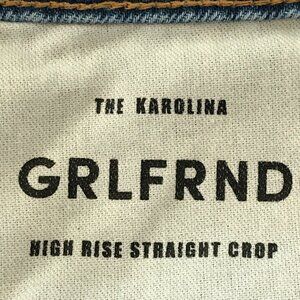 THE KAROLINA
GRLFRND
HIGH RISE STRAIGHT CROP